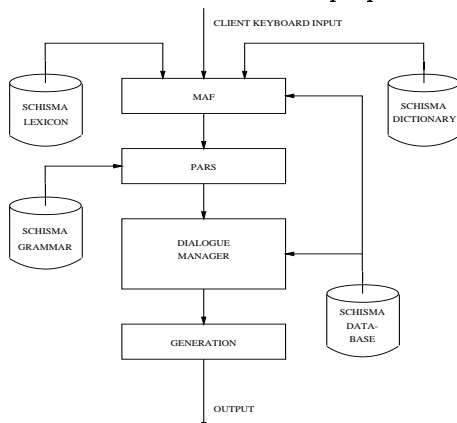 CLIENT KEYBOARD INPUT
MAF
SCHISMA
LEXICON
SCHISMA
DICTIONARY
PARS
SCHISMA
GRAMMAR
DIALOGUE
MANAGER
SCHISMA
DATA-
BASE
GENERATION
OUTPUT